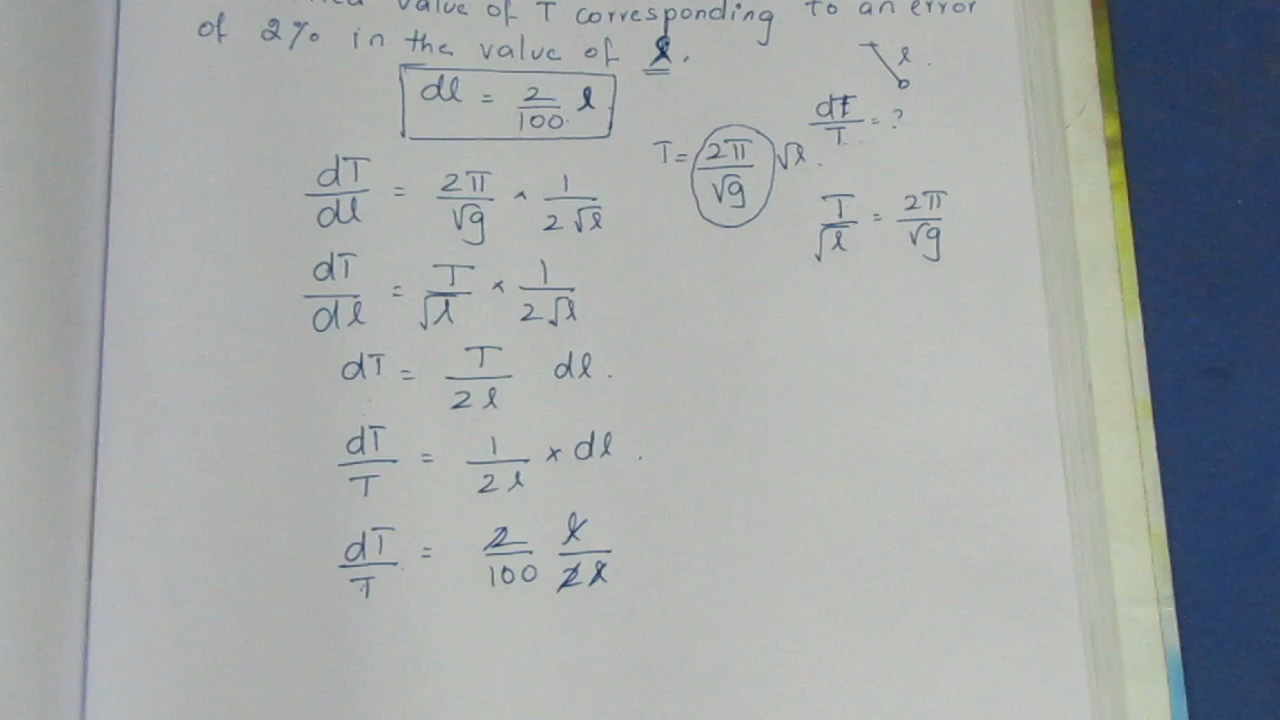 value of T corresponding to an error
of 2% in the value of l.
dl = 2/100 l
l.
dT/T = ?
T = 2π/√g √l.
dT/dl = 2π/√g × 1/2√l
T/√l = 2π/√g
dT/dl = T/√l × 1/2√l
dT = T/2l dl.
dT/T = 1/2l × dl.
dT/T = 2/100 l/2l